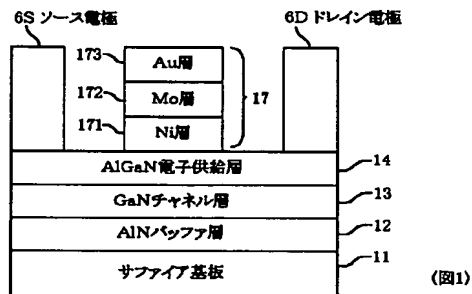 6S ソース電極
6D ドレイン電極
173
Au層
172
Mo層
17
171
Ni層
AlGaN電子供給層
14
GaNチャネル層
13
AlNバッファ層
12
サファイア基板
11
(図1)